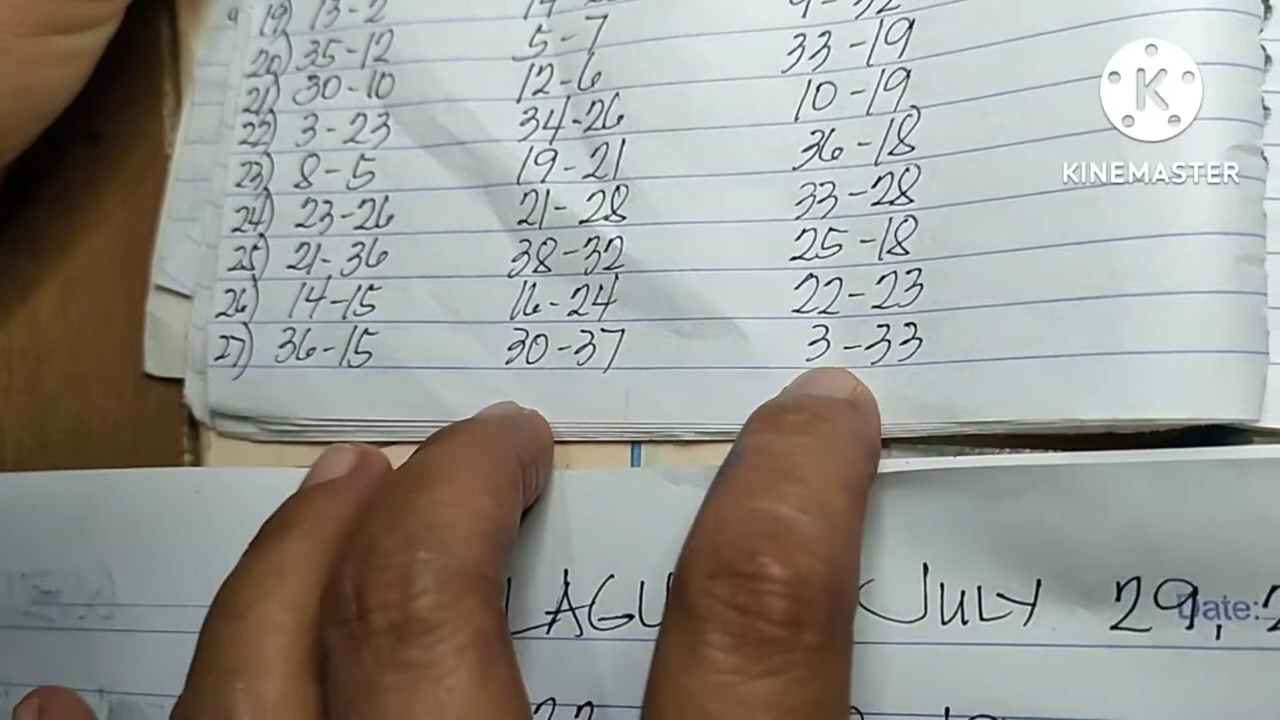 19) 13-2
20) 35-12 5-7 33-19
21) 30-10 12-6 10-19
22) 3-23 34-26 36-18
23) 8-5 19-21 33-28
24) 23-26 21-28 25-18
25) 21-36 38-32 22-23
26) 14-15 16-24 3-33
27) 36-15 30-37
K
KINEMASTER
JULY 29,
Date: